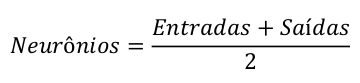 Neurônios = Entradas + Saídas
2